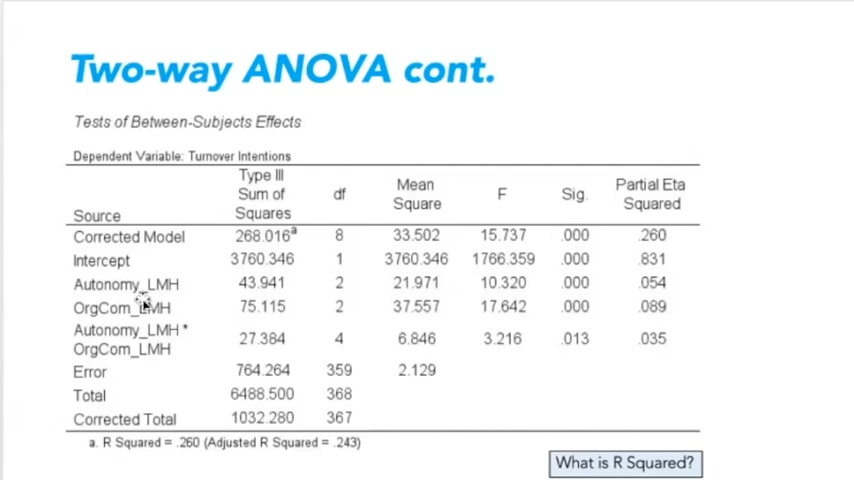 Two-way ANOVA cont.
Tests of Between-Subjects Effects
Dependent Variable: Turnover Intentions
Source Type III Sum of Squares df Mean Square F Sig. Partial Eta Squared
Corrected Model 268.016a 8 33.502 15.737 .000 .260
Intercept 3760.346 1 3760.346 1766.359 .000 .831
Autonomy_LMH 43.941 2 21.971 10.320 .000 .054
OrgCom_LMH 75.115 2 37.557 17.642 .000 .089
Autonomy_LMH * OrgCom_LMH 27.384 4 6.846 3.216 .013 .035
Error 764.264 359 2.129
Total 6488.500 368
Corrected Total 1032.280 367
a. R Squared = .260 (Adjusted R Squared = .243)
What is R Squared?